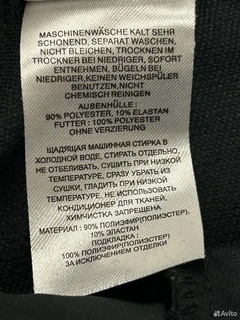 MASCHINENWÄSCHE KALT SEHR
SCHONEND, SEPARAT WASCHEN,
NICHT BLEICHEN, TROCKNEN IM
TROCKNER BEI NIEDRIGER, SOFORT
ENTNEHMEN, BÜGELN BEI
NIEDRIGER, KEINEN WEICHSPÜLER
BENUTZEN, NICHT
CHEMISCH REINIGEN
AUßENHÜLLE :
90% POLYESTER, 10% ELASTAN
FUTTER : 100% POLYESTER
OHNE VERZIERUNG
ЩАДЯЩАЯ МАШИННАЯ СТИРКА В
ХОЛОДНОЙ ВОДЕ, СТИРАТЬ ОТДЕЛЬНО,
НЕ ОТБЕЛИВАТЬ, СУШИТЬ ПРИ НИЗКОЙ
ТЕМПЕРАТУРЕ, СРАЗУ УБРАТЬ ИЗ
СУШКИ, ГЛАДИТЬ ПРИ НИЗКОЙ
ТЕМПЕРАТУРЕ, НЕ ИСПОЛЬЗОВАТЬ
КОНДИЦИОНЕР ДЛЯ ТКАНЕЙ,
ХИМЧИСТКА ЗАПРЕЩЕНА
МАТЕРИАЛ : 90% ПОЛИЭФИР(ПОЛИЭСТЕР),
10% ЭЛАСТАН
ПОДКЛАДКА :
100% ПОЛИЭФИР(ПОЛИЭСТЕР)
ЗА ИСКЛЮЧЕНИЕМ ОТДЕЛКИ
Avito